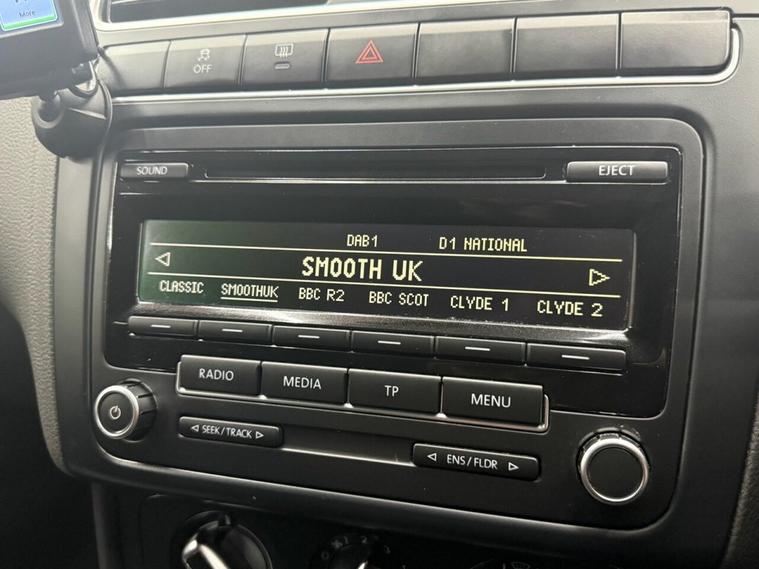 More
OFF
SOUND
EJECT
DAB1 D1 NATIONAL
SMOOTH UK
CLASSIC SMOOTHUK BBC R2 BBC SCOT CLYDE 1 CLYDE 2
RADIO MEDIA TP MENU
SEEK/TRACK
ENS/FLDR